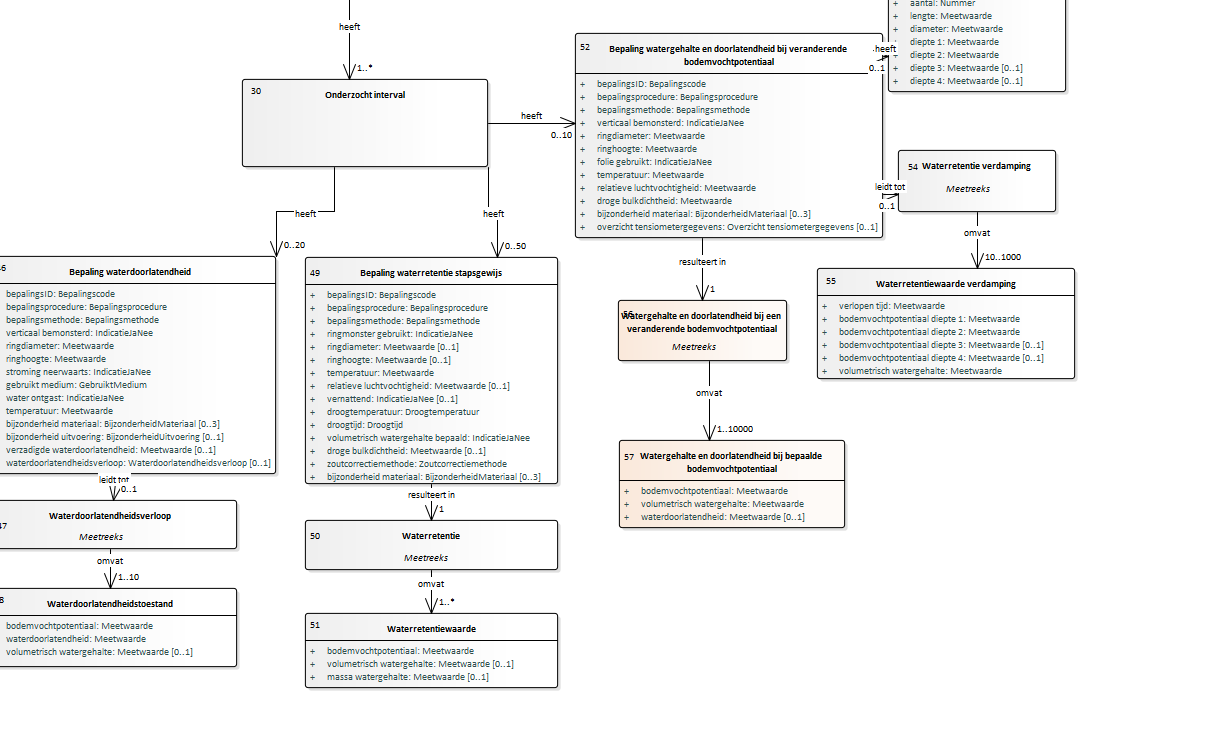 heeft
1..*
30
Onderzocht interval
heeft
0..10
heeft
0..20
heeft
0..50
52
Bepaling watergehalte en doorlatendheid bij veranderende
bodemvochtpotentiaal
+ bepalingsID: Bepalingscode
+ bepalingsprocedure: Bepalingsprocedure
+ bepalingsmethode: Bepalingsmethode
+ verticaal bemonsterd: IndicatieJaNee
+ ringdiameter: Meetwaarde
+ ringhoogte: Meetwaarde
+ folie gebruikt: IndicatieJaNee
+ temperatuur: Meetwaarde
+ relatieve luchtvochtigheid: Meetwaarde
+ droge bulkdichtheid: Meetwaarde
+ bijzonderheid materiaal: BijzonderheidMateriaal [0..3]
+ overzicht tensiometergegevens: Overzicht tensiometergegevens [0..1]
heeft
0..1
+ aantal: Nummer
+ lengte: Meetwaarde
+ diameter: Meetwaarde
+ diepte 1: Meetwaarde
+ diepte 2: Meetwaarde
+ diepte 3: Meetwaarde [0..1]
+ diepte 4: Meetwaarde [0..1]
leidt tot
0..1
54
Waterretentie verdamping
Meetreeks
omvat
10..1000
55
Waterretentiewaarde verdamping
+ verlopen tijd: Meetwaarde
+ bodemvochtpotentiaal diepte 1: Meetwaarde
+ bodemvochtpotentiaal diepte 2: Meetwaarde
+ bodemvochtpotentiaal diepte 3: Meetwaarde [0..1]
+ bodemvochtpotentiaal diepte 4: Meetwaarde [0..1]
+ volumetrisch watergehalte: Meetwaarde
resulteert in
1
56
Watergehalte en doorlatendheid bij een
veranderende bodemvochtpotentiaal
Meetreeks
omvat
1..10000
57
Watergehalte en doorlatendheid bij bepaalde
bodemvochtpotentiaal
+ bodemvochtpotentiaal: Meetwaarde
+ volumetrisch watergehalte: Meetwaarde
+ waterdoorlatendheid: Meetwaarde [0..1]
6
Bepaling waterdoorlatendheid
bepalingsID: Bepalingscode
bepalingsprocedure: Bepalingsprocedure
bepalingsmethode: Bepalingsmethode
verticaal bemonsterd: IndicatieJaNee
ringdiameter: Meetwaarde
ringhoogte: Meetwaarde
stroming neerwaarts: IndicatieJaNee
gebruikt medium: GebruiktMedium
water ontgast: IndicatieJaNee
temperatuur: Meetwaarde
bijzonderheid materiaal: BijzonderheidMateriaal [0..3]
bijzonderheid uitvoering: BijzonderheidUitvoering [0..1]
verzadigde waterdoorlatendheid: Meetwaarde [0..1]
waterdoorlatendheidsverloop: Waterdoorlatendheidsverloop [0..1]
leidt tot
0..1
47
Waterdoorlatendheidsverloop
Meetreeks
omvat
1..10
8
Waterdoorlatendheidstoestand
bodemvochtpotentiaal: Meetwaarde
waterdoorlatendheid: Meetwaarde
volumetrisch watergehalte: Meetwaarde [0..1]
49
Bepaling waterretentie stapsgewijs
+ bepalingsID: Bepalingscode
+ bepalingsprocedure: Bepalingsprocedure
+ bepalingsmethode: Bepalingsmethode
+ ringmonster gebruikt: IndicatieJaNee
+ ringdiameter: Meetwaarde [0..1]
+ ringhoogte: Meetwaarde [0..1]
+ temperatuur: Meetwaarde
+ relatieve luchtvochtigheid: Meetwaarde [0..1]
+ vernattend: IndicatieJaNee [0..1]
+ droogtemperatuur: Droogtemperatuur
+ droogtijd: Droogtijd
+ volumetrisch watergehalte bepaald: IndicatieJaNee
+ droge bulkdichtheid: Meetwaarde [0..1]
+ zoutcorrectiemethode: Zoutcorrectiemethode
+ bijzonderheid materiaal: BijzonderheidMateriaal [0..3]
resulteert in
1
50
Waterretentie
Meetreeks
omvat
1..*
51
Waterretentiewaarde
+ bodemvochtpotentiaal: Meetwaarde
+ volumetrisch watergehalte: Meetwaarde [0..1]
+ massa watergehalte: Meetwaarde [0..1]